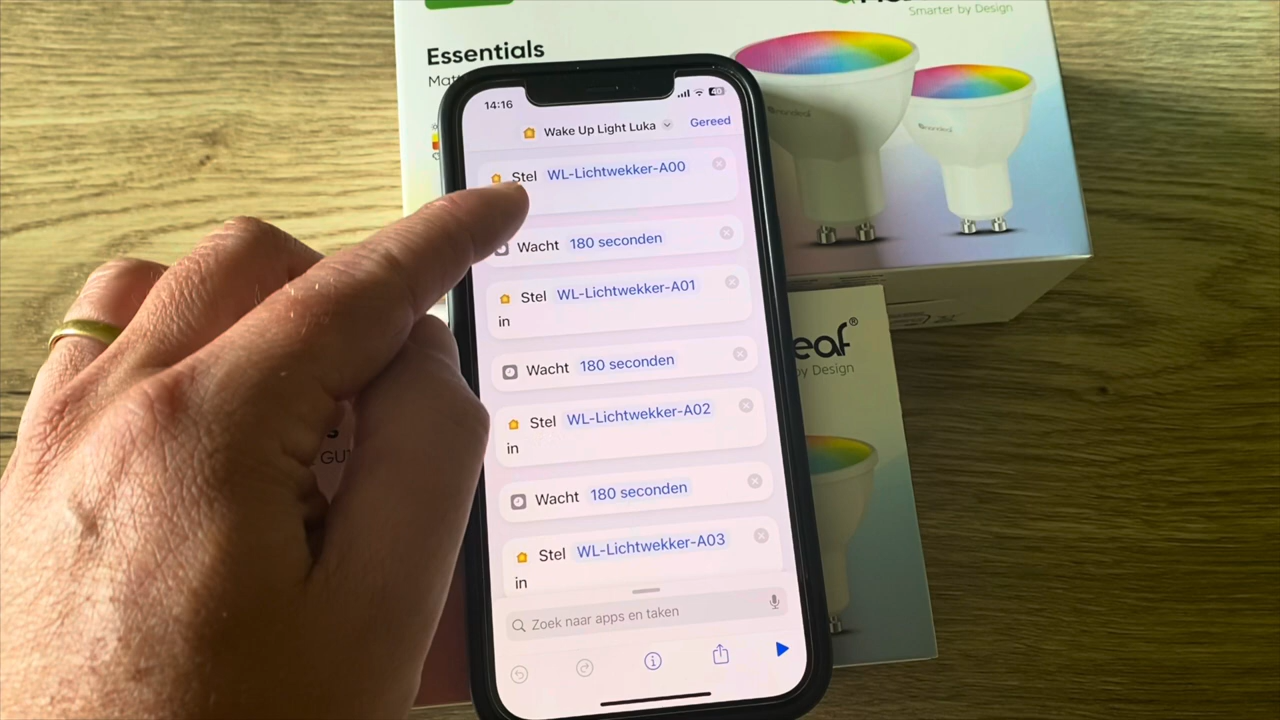 Smarter by Design
Essentials
14:16
40
Wake Up Light Luka
Gereed
Stel WL-Lichtwekker-A00
Wacht 180 seconden
Stel WL-Lichtwekker-A01
in
Wacht 180 seconden
Stel WL-Lichtwekker-A02
in
Wacht 180 seconden
Stel WL-Lichtwekker-A03
in
Zoek naar apps en taken
eaf®
by Design